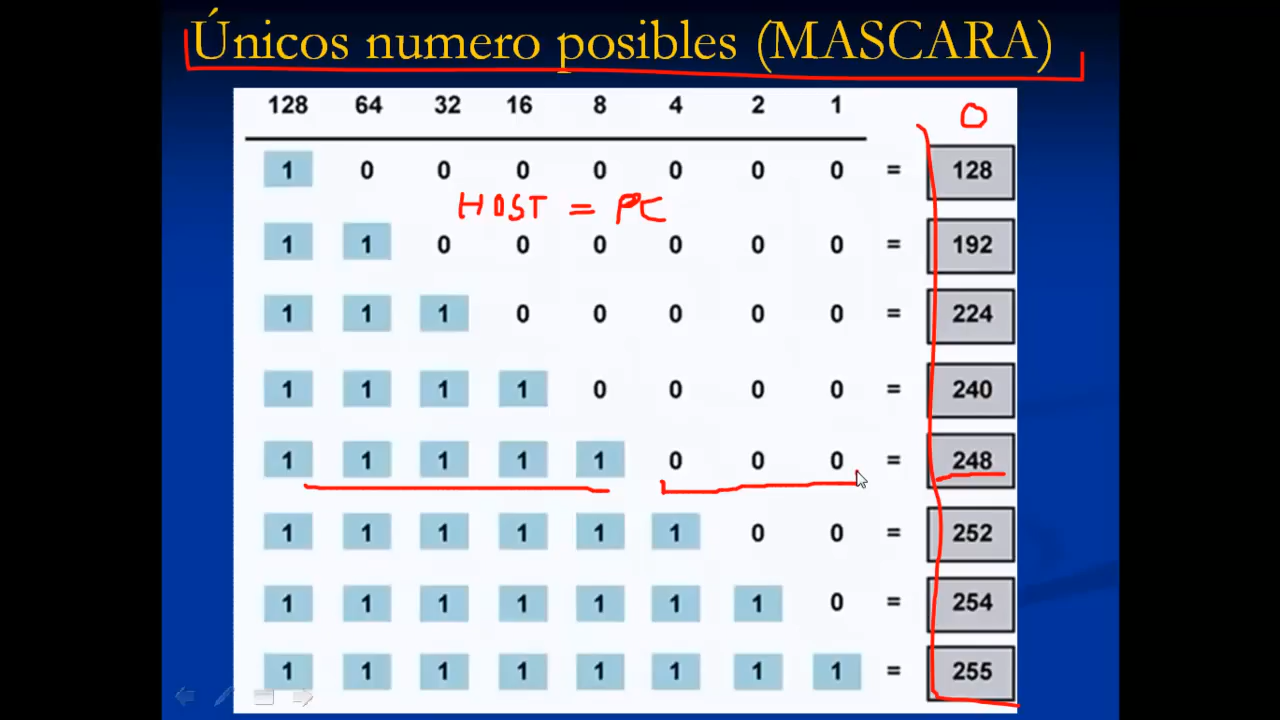 Únicos numero posibles (MASCARA)
128 64 32 16 8 4 2 1
0
1 0 0 0 0 0 0 0 = 128
HOST = PC
1 1 0 0 0 0 0 0 = 192
1 1 1 0 0 0 0 0 = 224
1 1 1 1 0 0 0 0 = 240
1 1 1 1 1 0 0 0 = 248
1 1 1 1 1 1 0 0 = 252
1 1 1 1 1 1 1 0 = 254
1 1 1 1 1 1 1 1 = 255